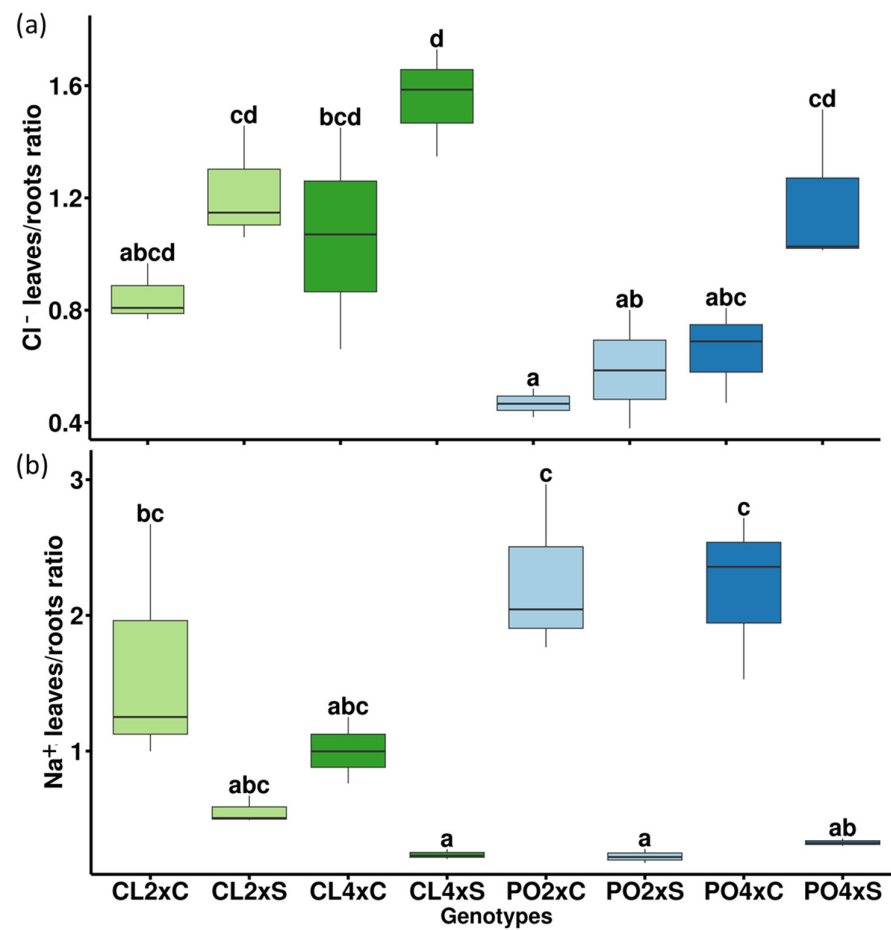 (a)
Cl- leaves/roots ratio
1.6
1.2
0.8
0.4
abcd
cd
bcd
d
a
ab
abc
cd
(b)
Na+ leaves/roots ratio
3
2
1
bc
abc
abc
a
c
a
c
ab
CL2xC CL2xS CL4xC CL4xS PO2xC PO2xS PO4xC PO4xS
Genotypes